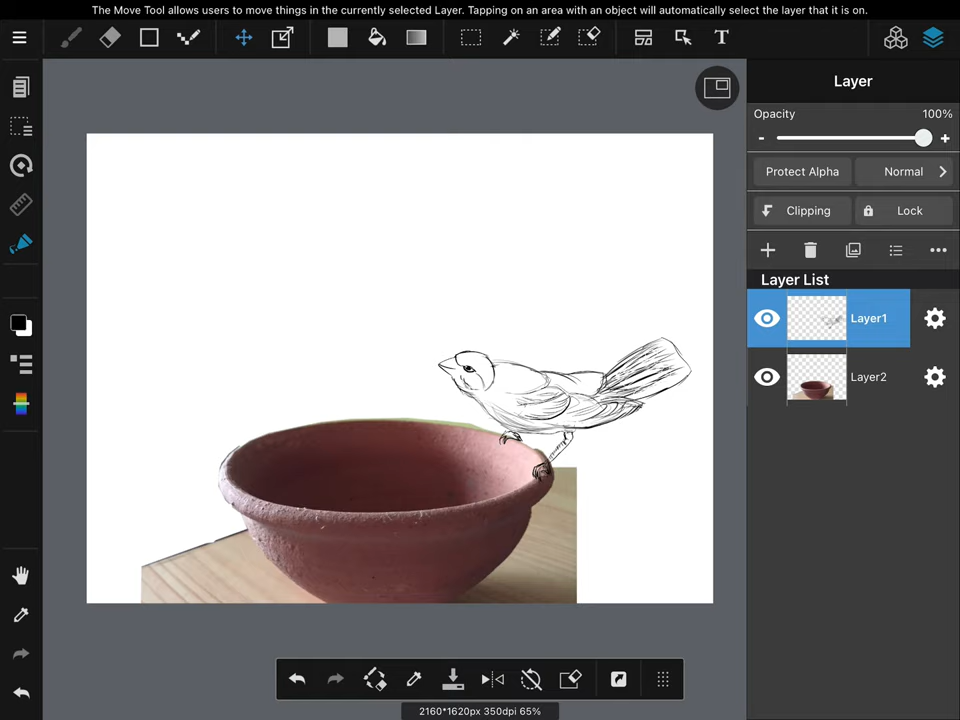 The Move Tool allows users to move things in the currently selected Layer. Tapping on an area with an object will automatically select the layer that it is on.
T
Layer
Opacity 100%
- +
Protect Alpha Normal
Clipping Lock
Layer List
Layer1
Layer2
2160*1620px 350dpi 65%